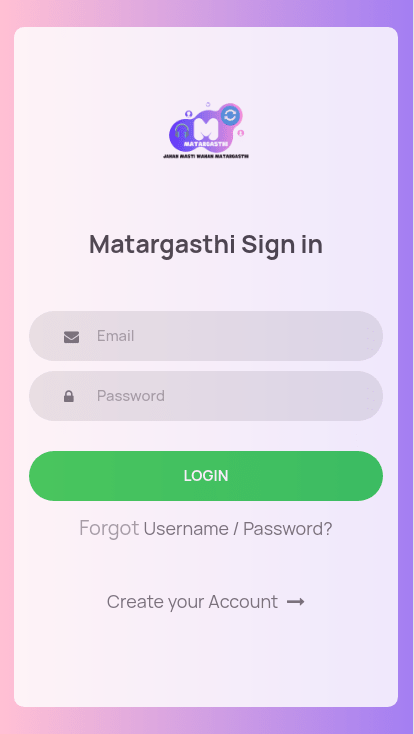 M
MATARGASTHI
JAHAN MASTI WAHAN MATARGASTHI
Matargasthi Sign in
Email
Password
LOGIN
Forgot Username / Password?
Create your Account